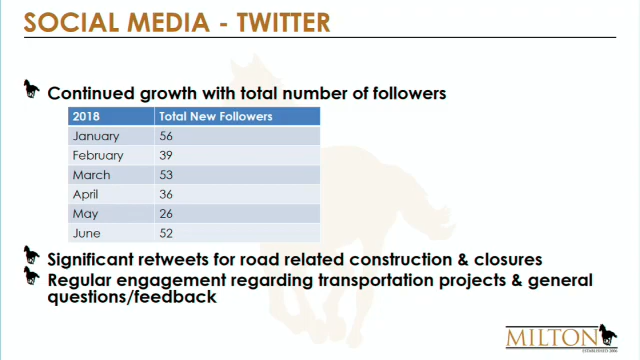 SOCIAL MEDIA - TWITTER
Continued growth with total number of followers
2018 Total New Followers
January 56
February 39
March 53
April 36
May 26
June 52
Significant retweets for road related construction & closures
Regular engagement regarding transportation projects & general
questions/feedback
MILTON
ESTABLISHED 2006